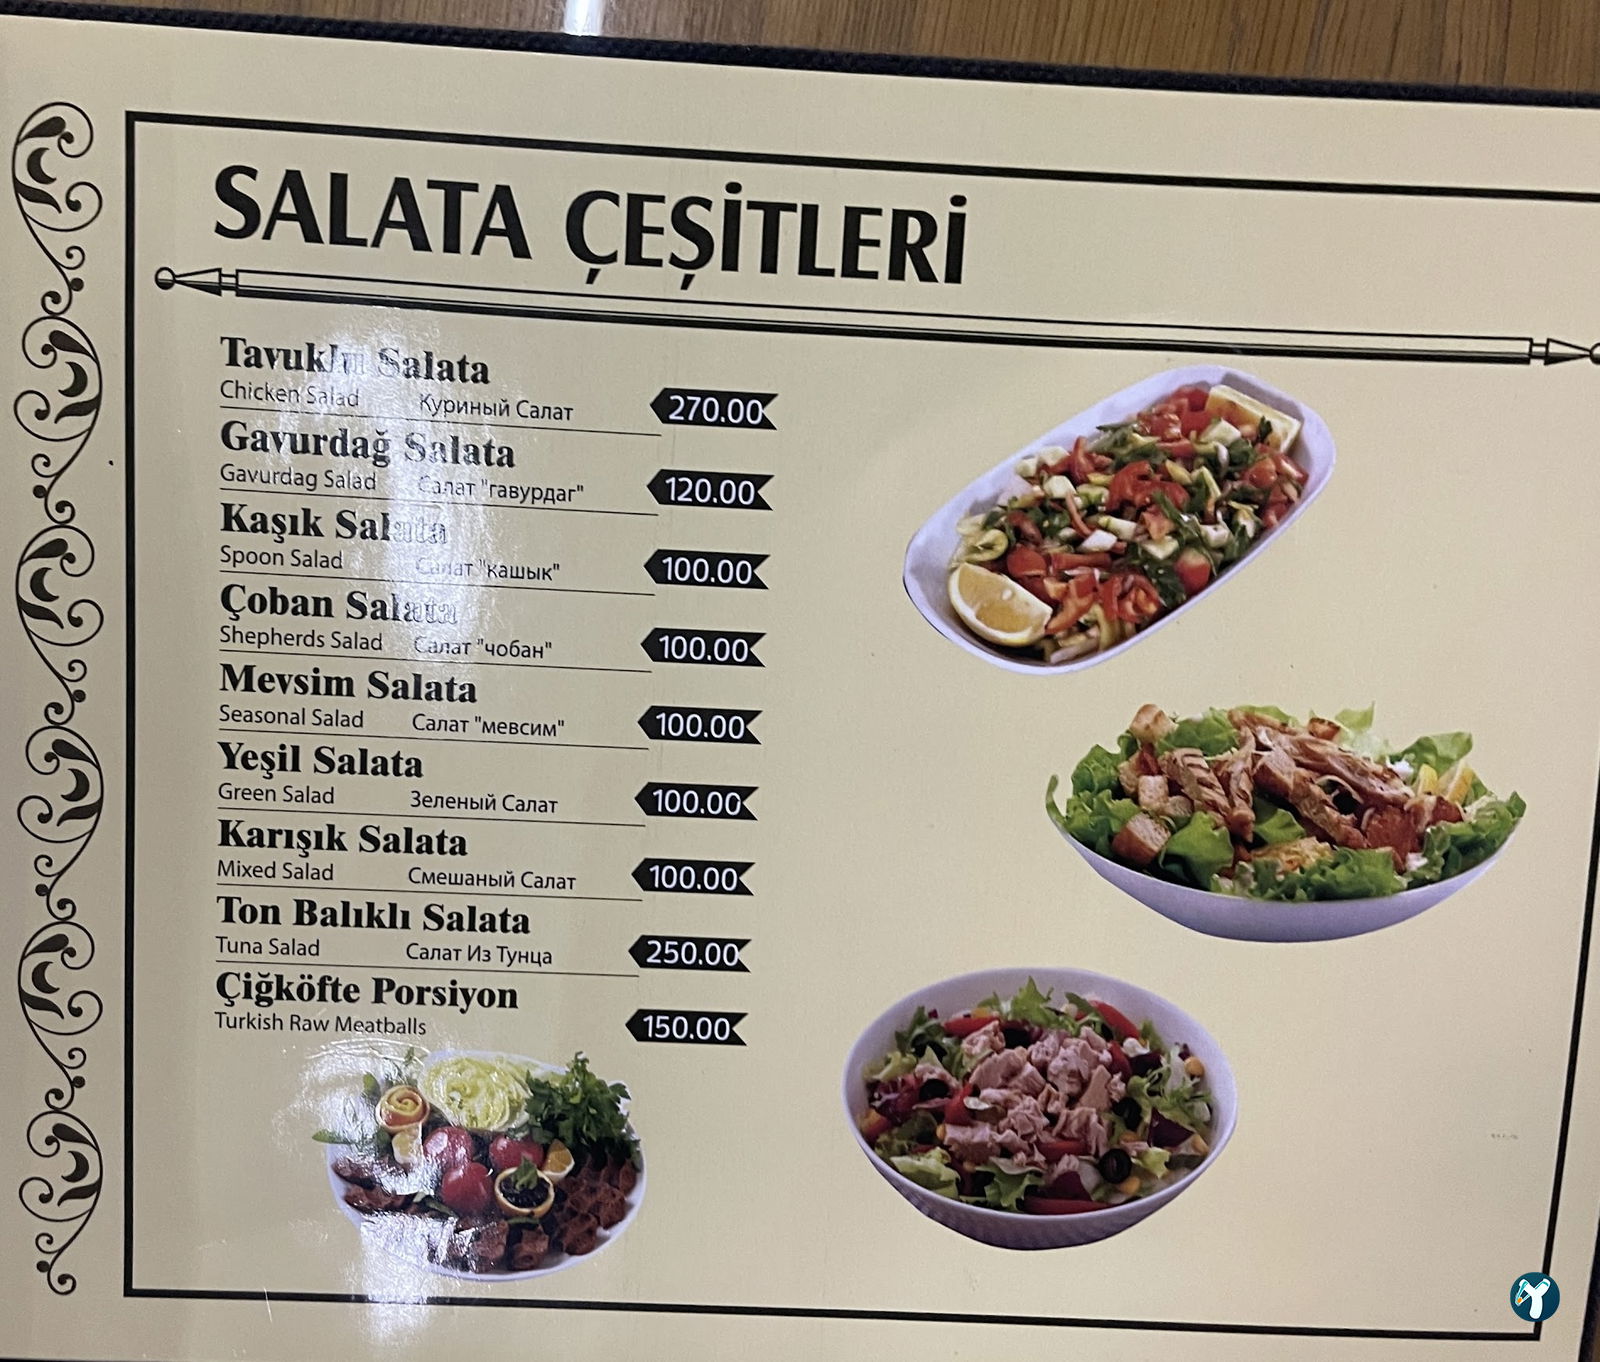 SALATA ÇEŞİTLERİ
Tavuklu Salata
Chicken Salad Куриный Салат 270.00
Gavurdağ Salata
Gavurdag Salad Салат "гавурдаг" 120.00
Kaşık Salata
Spoon Salad Салат "кашык" 100.00
Çoban Salata
Shepherds Salad Салат "чобан" 100.00
Mevsim Salata
Seasonal Salad Салат "мевсим" 100.00
Yeşil Salata
Green Salad Зеленый Салат 100.00
Karışık Salata
Mixed Salad Смешаный Салат 100.00
Ton Balıklı Salata
Tuna Salad Салат Из Тунца 250.00
Çiğköfte Porsiyon
Turkish Raw Meatballs 150.00